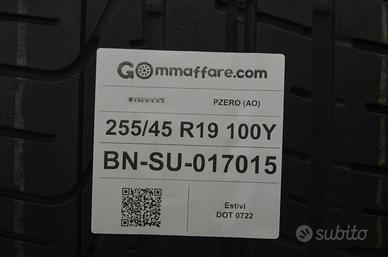 GOmmaffare.com
PIRELLI PZERO (AO)
255/45 R19 100Y
BN-SU-017015
Estivi
DOT 0722
subito